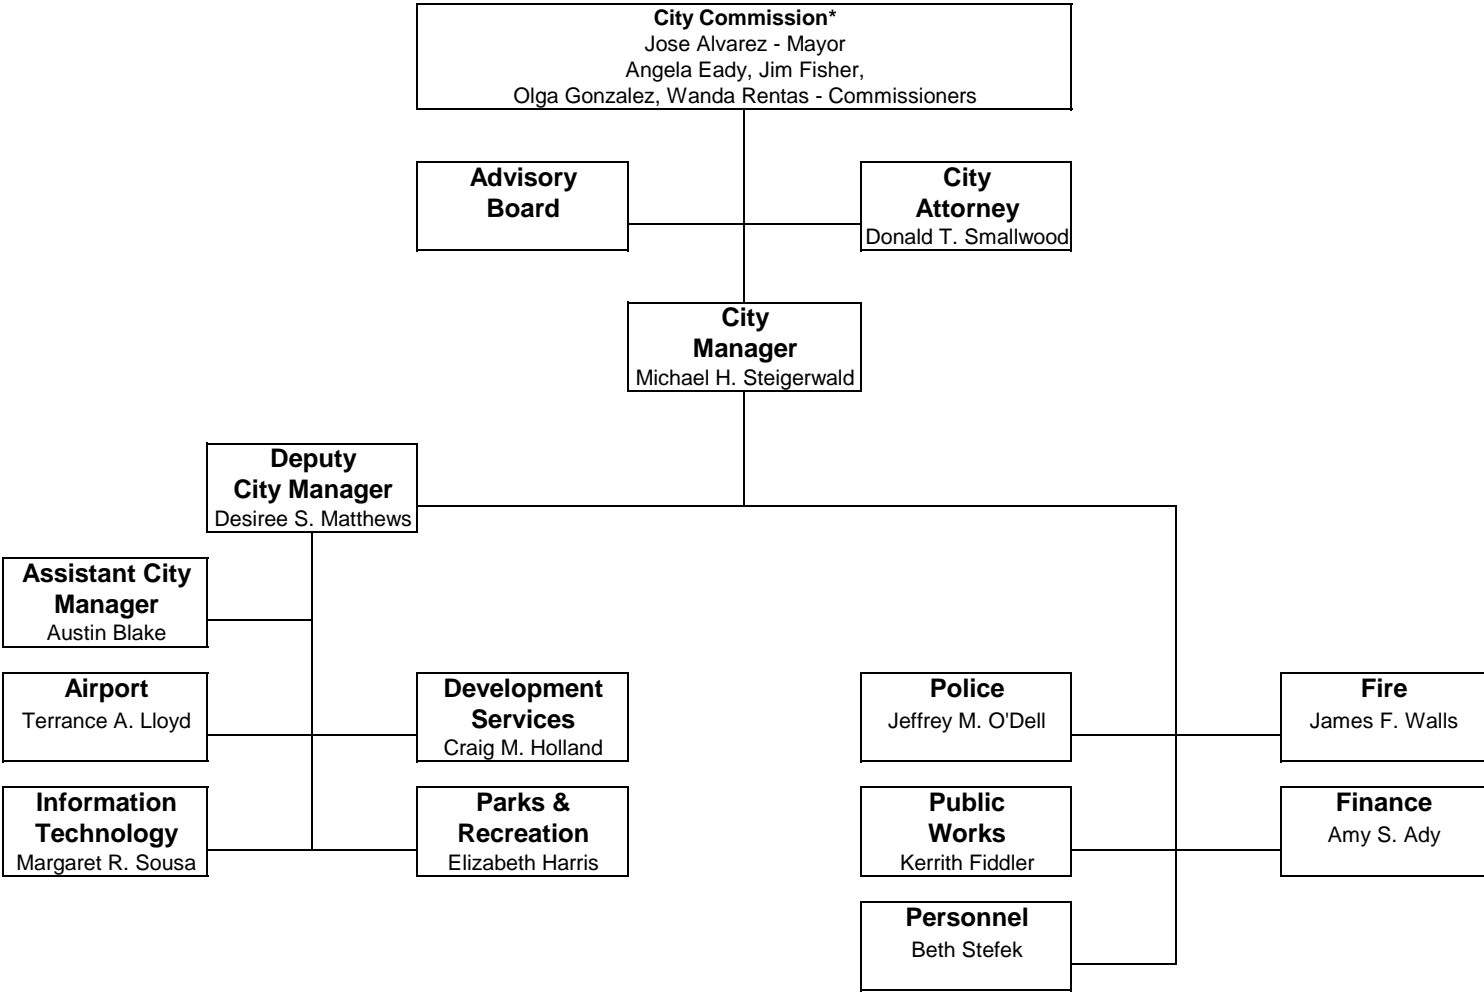 City Commission*
Jose Alvarez - Mayor
Angela Eady, Jim Fisher,
Olga Gonzalez, Wanda Rentas - Commissioners
Advisory
Board
City
Attorney
Donald T. Smallwood
City
Manager
Michael H. Steigerwald
Deputy
City Manager
Desiree S. Matthews
Assistant City
Manager
Austin Blake
Airport
Terrance A. Lloyd
Development
Services
Craig M. Holland
Police
Jeffrey M. O'Dell
Fire
James F. Walls
Information
Technology
Margaret R. Sousa
Parks &
Recreation
Elizabeth Harris
Public
Works
Kerrith Fiddler
Finance
Amy S. Ady
Personnel
Beth Stefek